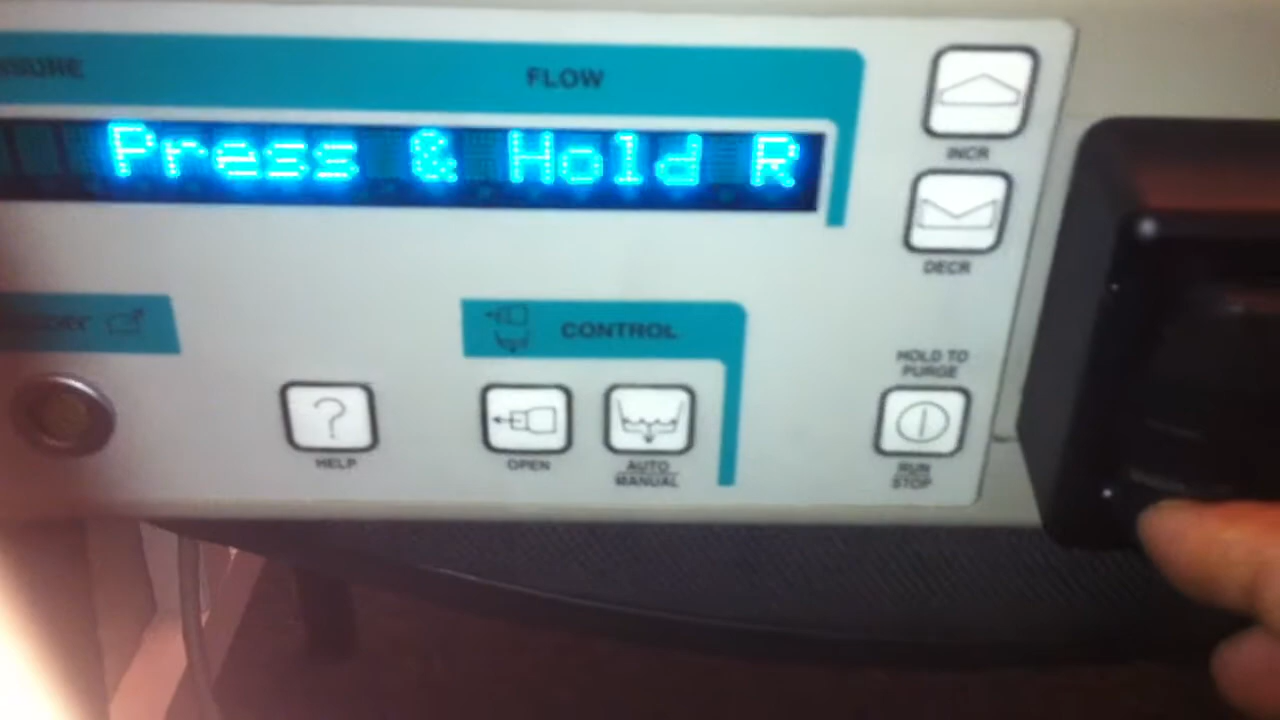 FLOW
Press & Hold R
INCR
DECR
CONTROL
HOLD TO
PURGE
?
HELP
OPEN
AUTO
MANUAL
RUN
STOP